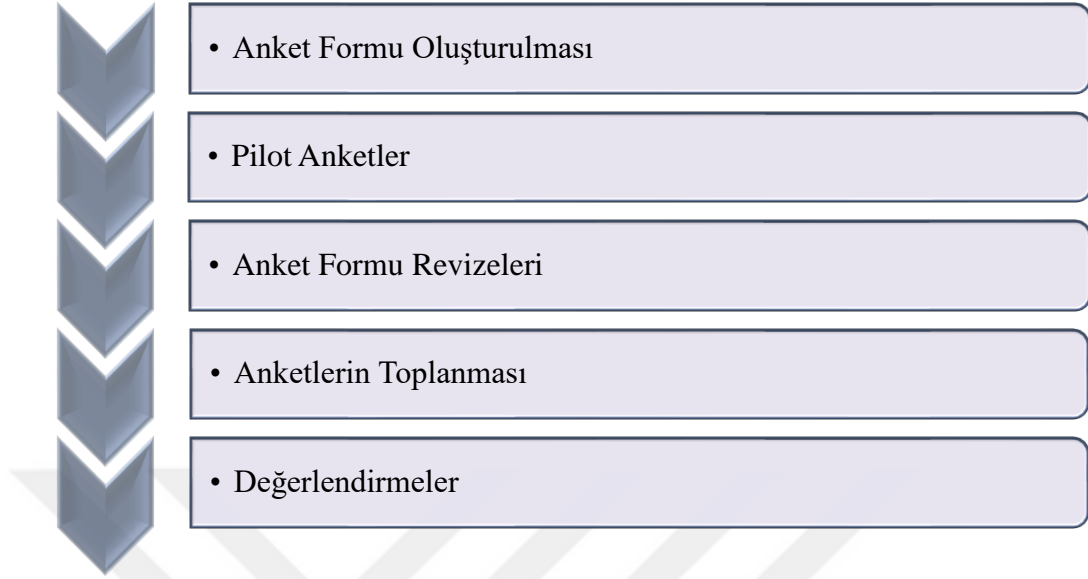 • Anket Formu Oluşturulması
• Pilot Anketler
• Anket Formu Revizeleri
• Anketlerin Toplanması
• Değerlendirmeler